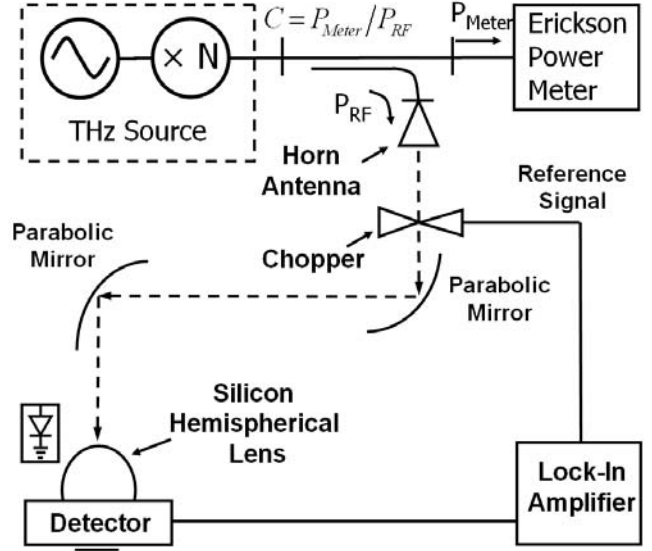 C = P_Meter/P_RF
P_Meter
Erickson
Power
Meter
× N
THz Source
P_RF
Horn
Antenna
Reference
Signal
Chopper
Parabolic
Mirror
Parabolic
Mirror
Silicon
Hemispherical
Lens
Lock-In
Amplifier
Detector